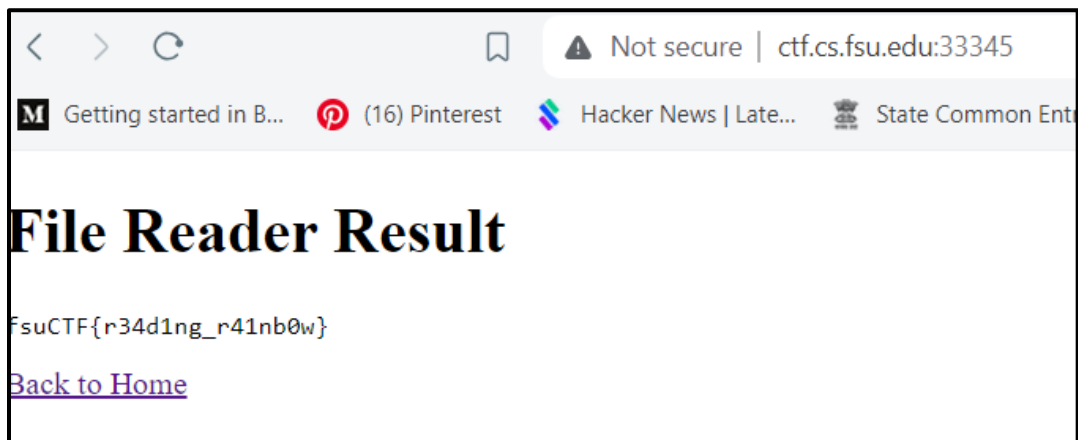 Not secure | ctf.cs.fsu.edu:33345
M Getting started in B... (16) Pinterest Hacker News | Late... State Common Ent
File Reader Result
fsuCTF{r34d1ng_r41nb0w}
Back to Home